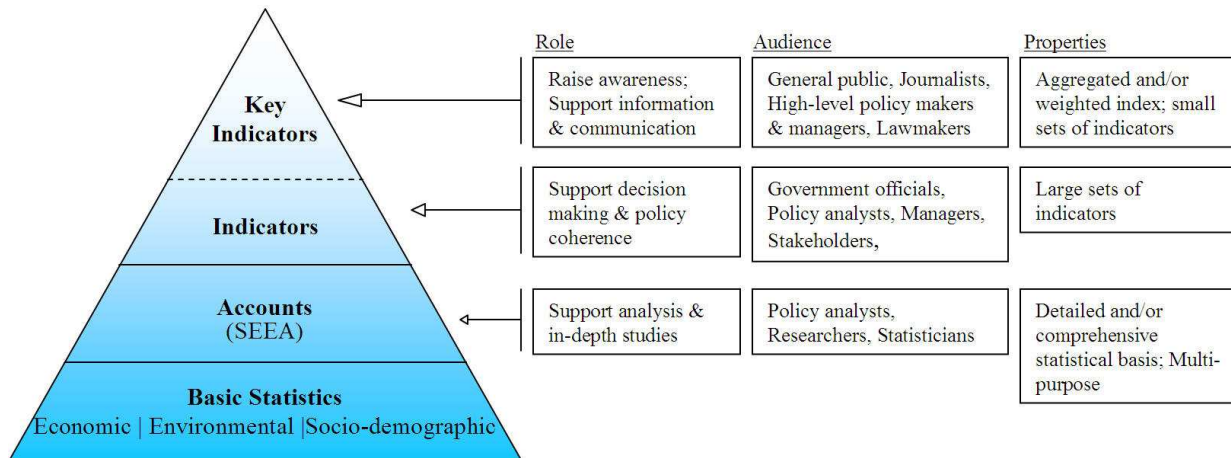 Role
Audience
Properties
Key
Indicators
Raise awareness;
Support information
& communication
General public, Journalists,
High-level policy makers
& managers, Lawmakers
Aggregated and/or
weighted index; small
sets of indicators
Indicators
Support decision
making & policy
coherence
Government officials,
Policy analysts, Managers,
Stakeholders,
Large sets of
indicators
Accounts
(SEEA)
Support analysis &
in-depth studies
Policy analysts,
Researchers, Statisticians
Detailed and/or
comprehensive
statistical basis; Multi-
purpose
Basic Statistics
Economic | Environmental |Socio-demographic